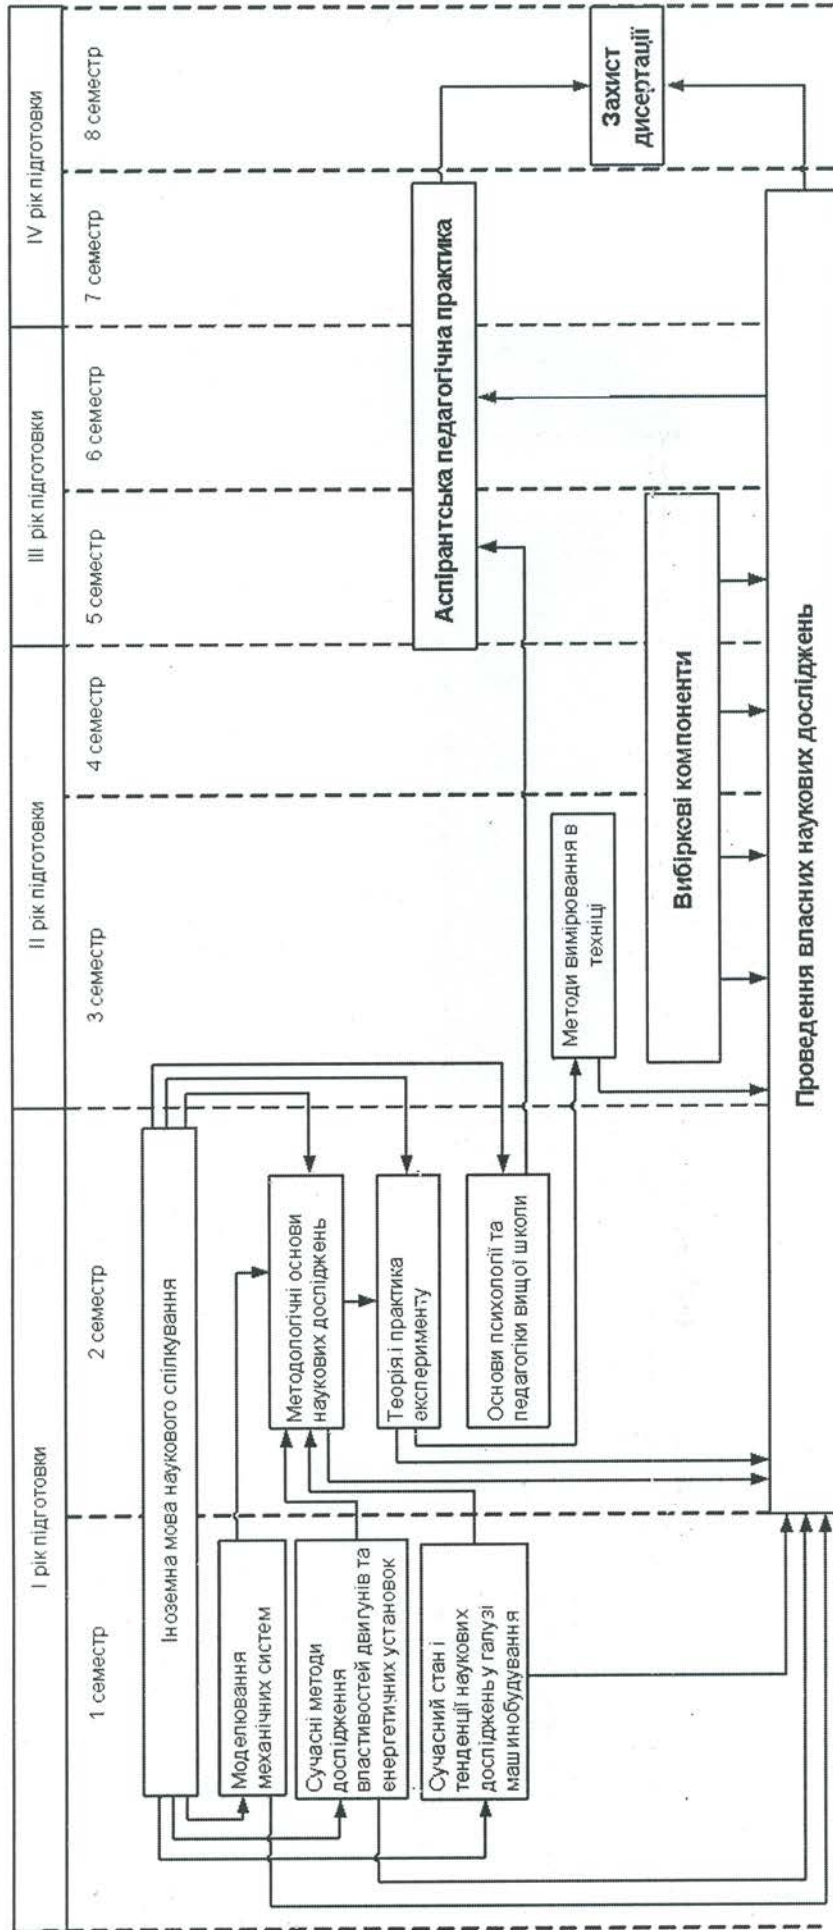 І рік підготовки
ІІ рік підготовки
ІІІ рік підготовки
IV рік підготовки
1 семестр
2 семестр
3 семестр
4 семестр
5 семестр
6 семестр
7 семестр
8 семестр
Іноземна мова наукового спілкування
Моделювання
механічних систем
Сучасні методи
дослідження
властивостей двигунів та
енергетичних установок
Сучасний стан і
тенденції наукових
досліджень у галузі
машинобудування
Методологічні основи
наукових досліджень
Теорія і практика
експерименту
Основи психології та
педагогіки вищої школи
Методи вимірювання в
техніці
Вибіркові компоненти
Аспірантська педагогічна практика
Захист
дисертації
Проведення власних наукових досліджень